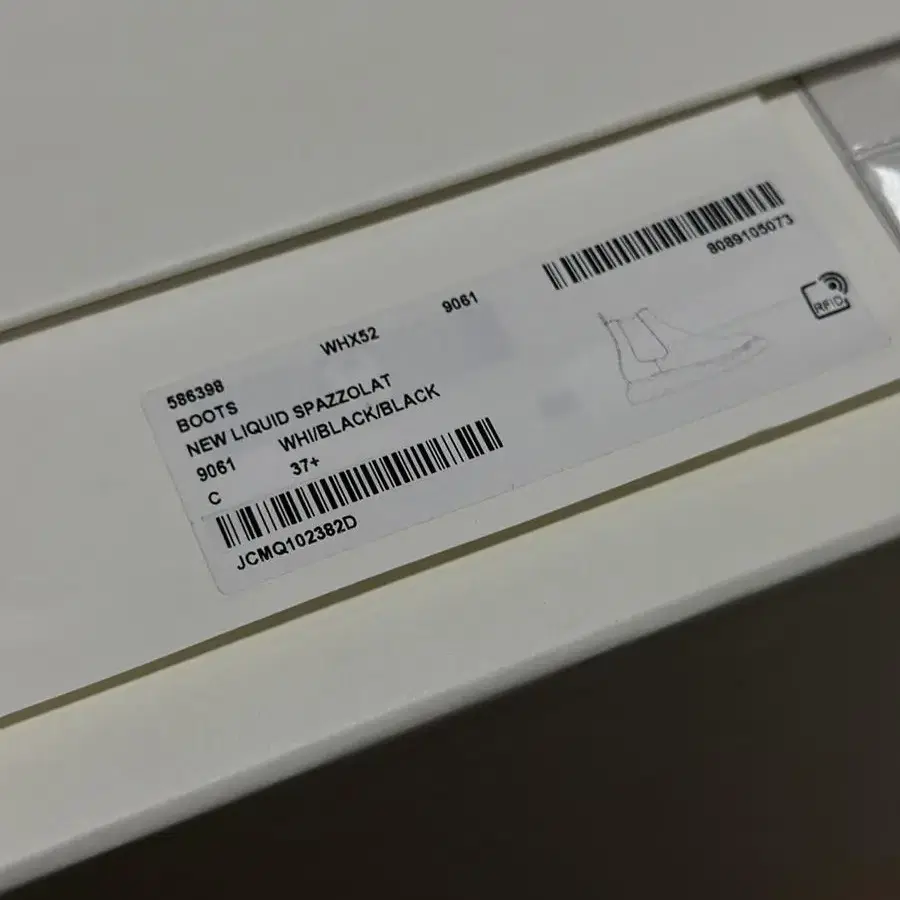 586398 WHX52 9061
BOOTS
NEW LIQUID SPAZZOLAT
9061 WHI/BLACK/BLACK
C 37+
JCMQ102382D
8089105073
RFID